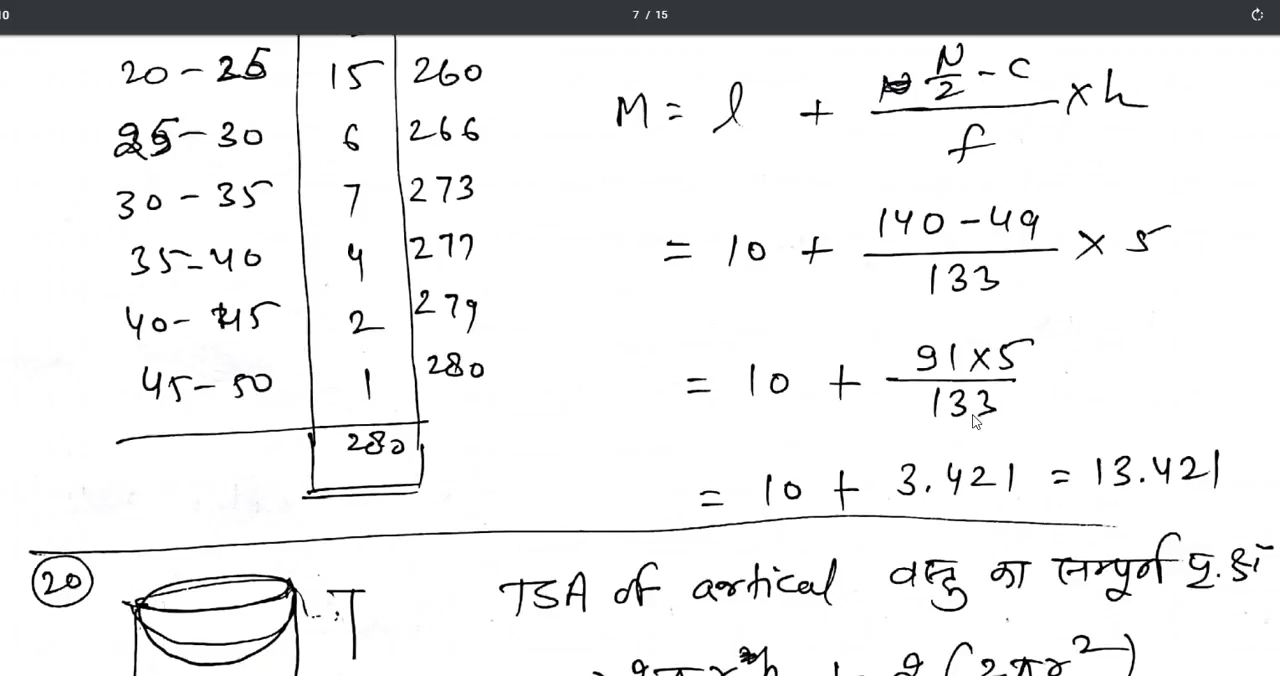 10
7 / 15
20 - 25 15 260
25 - 30 6 266
30 - 35 7 273
35 - 40 4 277
40 - 45 2 279
45 - 50 1 280
280
M = l + N/2 - C / f × h
= 10 + 140 - 49 / 133 × 5
= 10 + 91 × 5 / 133
= 10 + 3.421 = 13.421
20
TSA of artical वस्तु का सम्पूर्ण पृ. क्षे